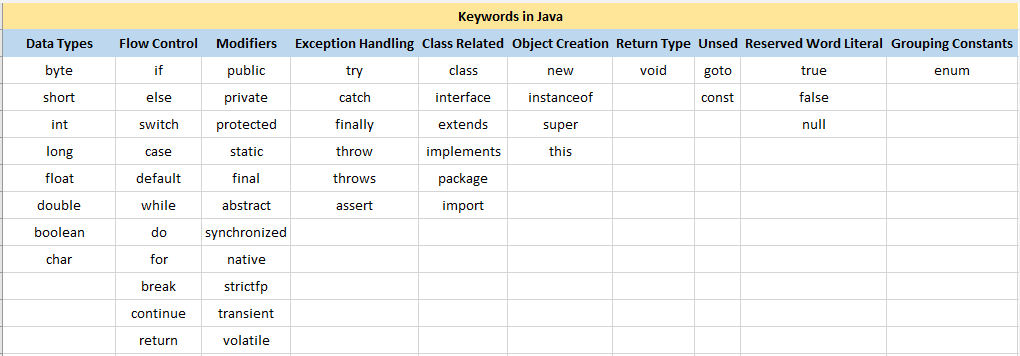 Keywords in Java
Data Types Flow Control Modifiers Exception Handling Class Related Object Creation Return Type Unsed Reserved Word Literal Grouping Constants
byte if public try class new void goto true enum
short else private catch interface instanceof const false
int switch protected finally extends super null
long case static throw implements this
float default final throws package
double while abstract assert import
boolean do synchronized
char for native
break strictfp
continue transient
return volatile